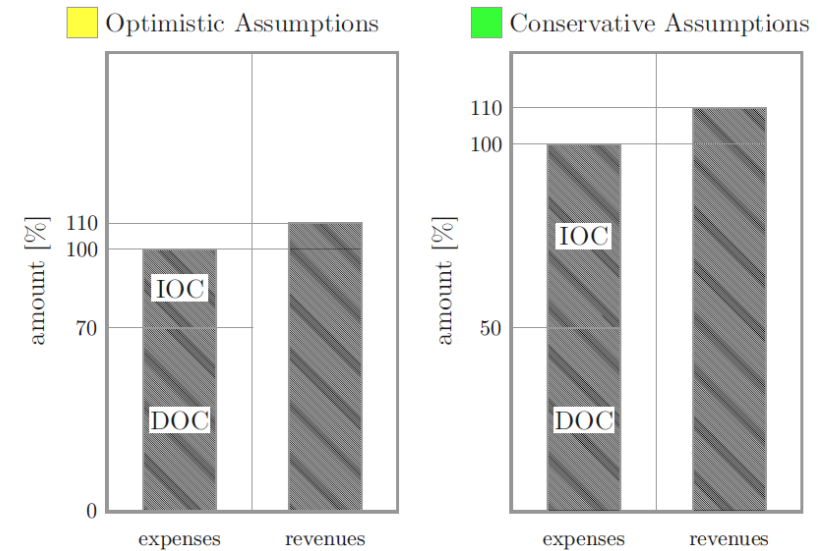 Optimistic Assumptions
amount [%]
110
100
70
0
IOC
DOC
expenses revenues
Conservative Assumptions
amount [%]
110
100
50
IOC
DOC
expenses revenues